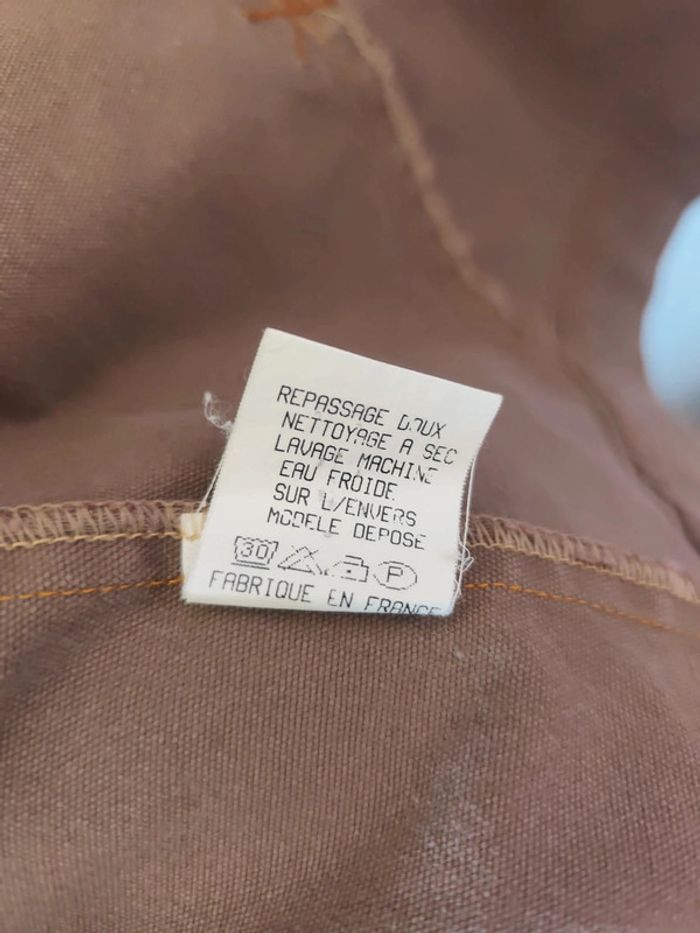 REPASSAGE DOUX
NETTOYAGE A SEC
LAVAGE MACHINE
EAU FROIDE
SUR L/ENVERS
MODELE DEPOSE
30 P
FABRIQUE EN FRANCE